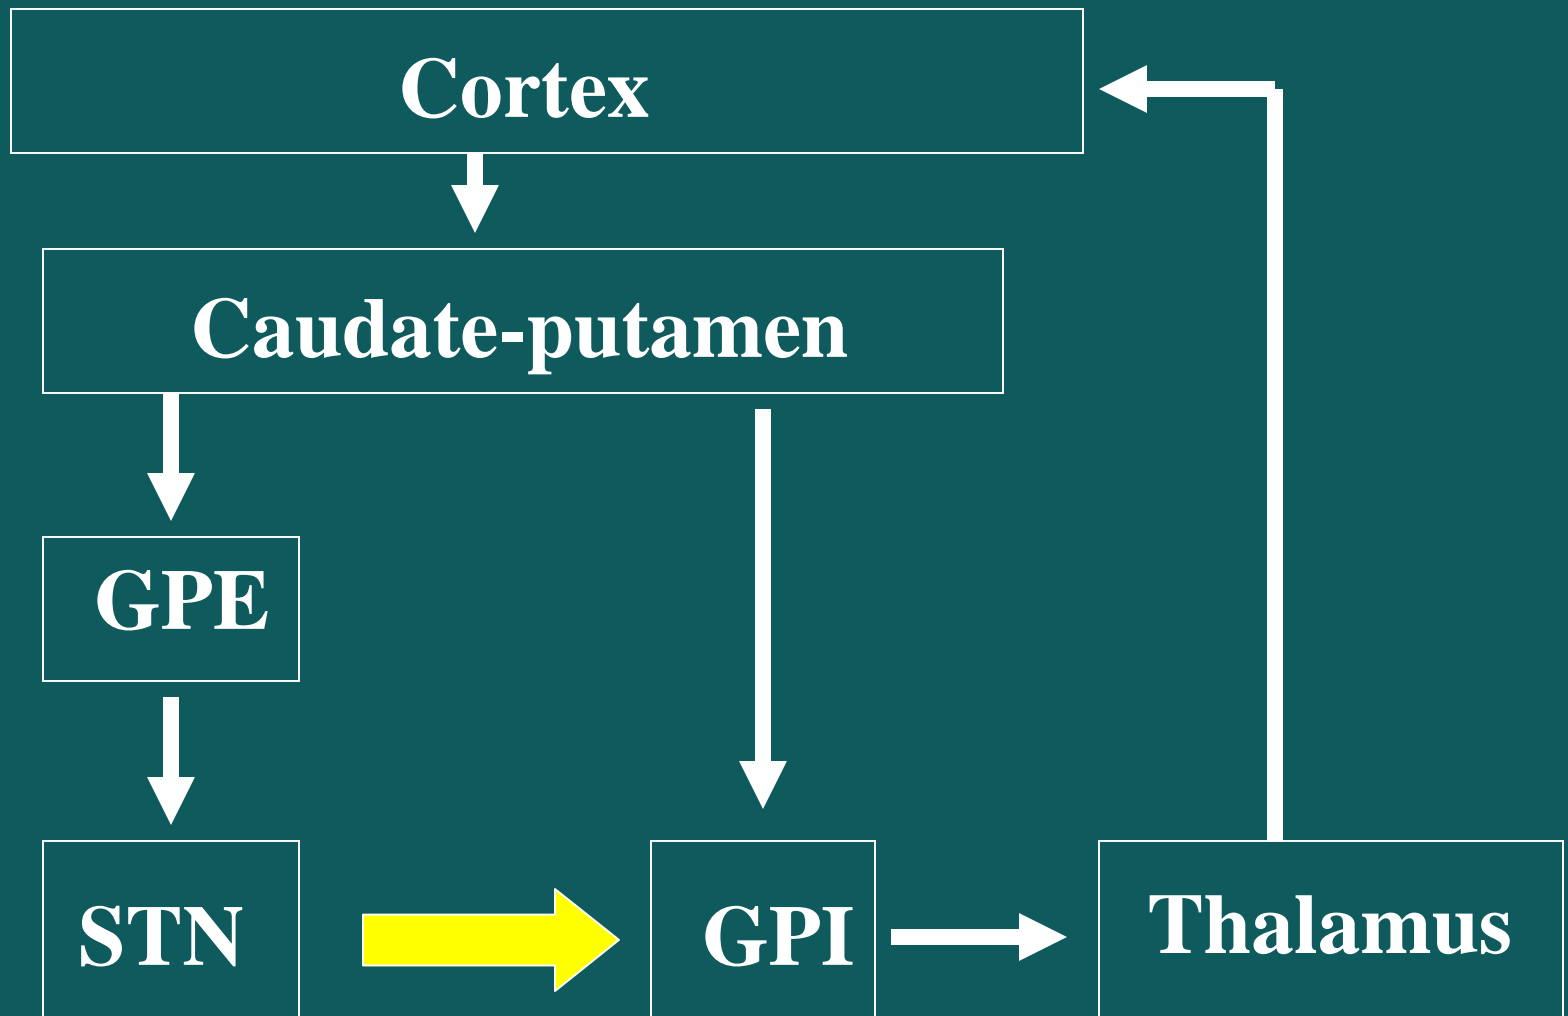 Cortex
Caudate-putamen
GPE
STN
GPI
Thalamus